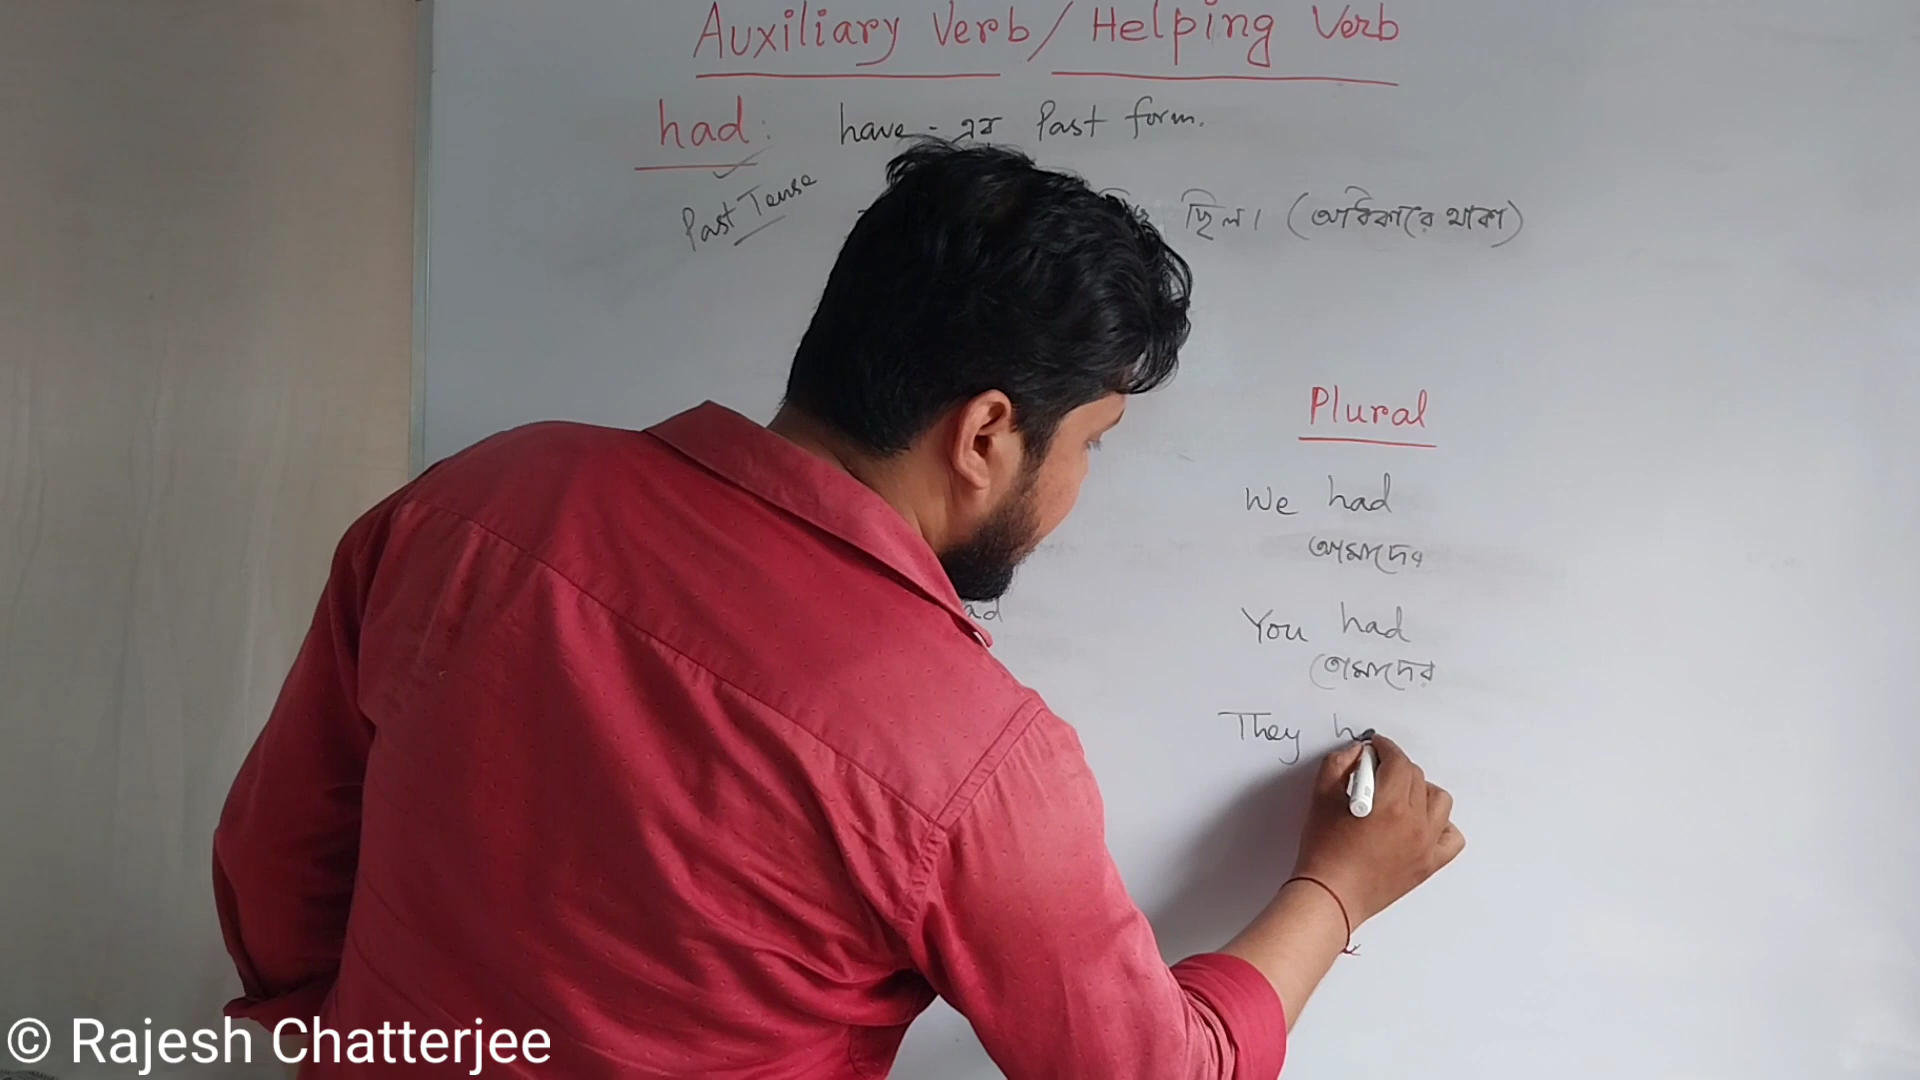 Auxiliary Verb / Helping Verb
had: have - এর Past form.
Past Tense
ছিল। (অধিকারে থাকা)
Plural
We had
আমাদের
You had
তোমাদের
They
© Rajesh Chatterjee